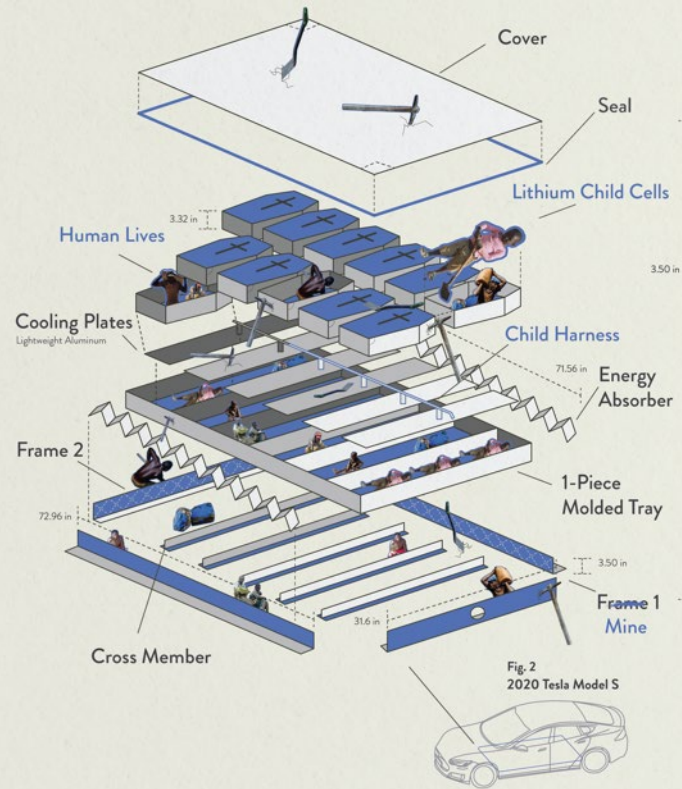 Cover
Seal
Lithium Child Cells
3.32 in
Human Lives
3.50 in
Cooling Plates
Lightweight Aluminum
Child Harness
71.56 in
Energy
Absorber
Frame 2
1-Piece
Molded Tray
72.96 in
3.50 in
31.6 in
Frame 1
Mine
Cross Member
Fig. 2
2020 Tesla Model S